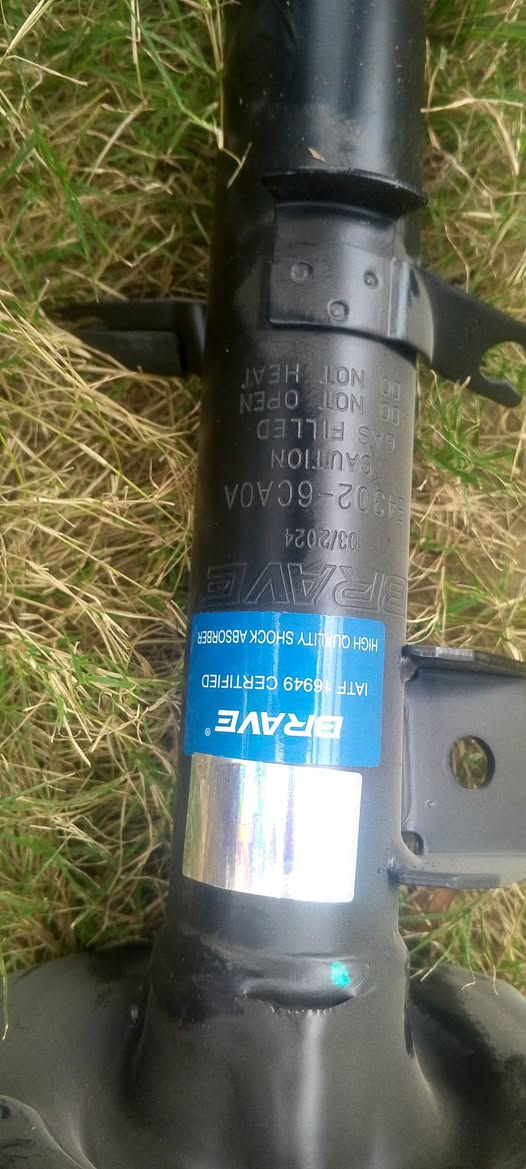 BRAVE®
IATF 16949 CERTIFIED
HIGH QUALITY SHOCK ABSORBER
BRAVE
03/2024
E4302-6CA0A
CAUTION
GAS FILLED
DO NOT OPEN
DO NOT HEAT